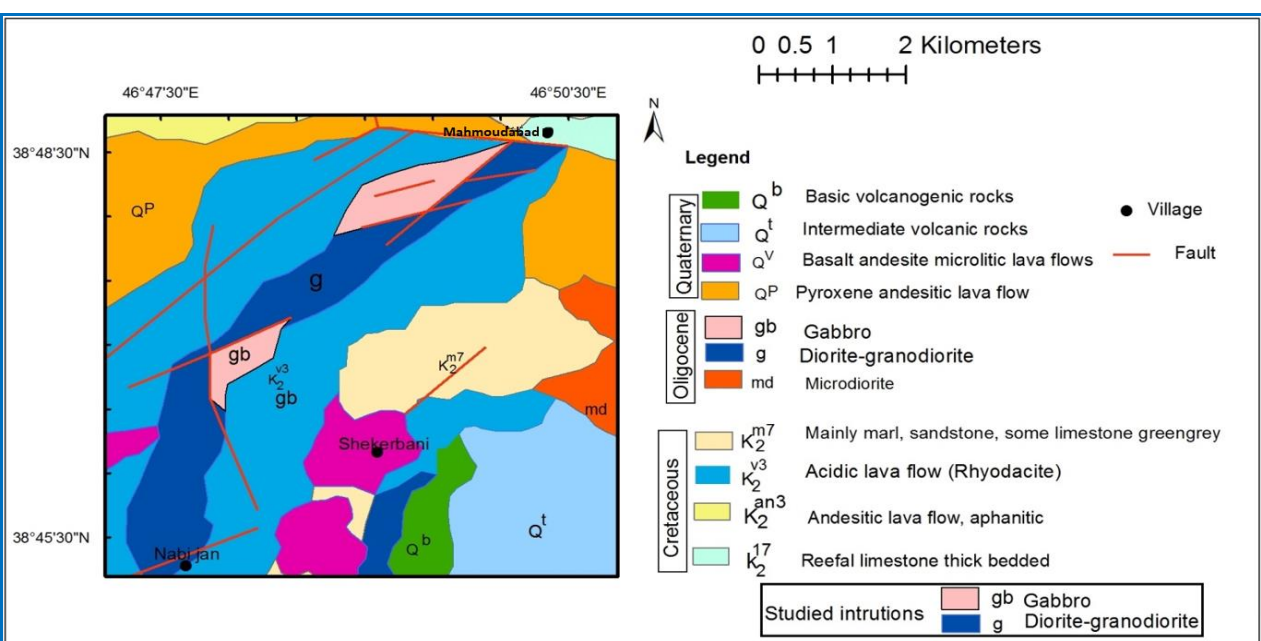 0 0.5 1 2 Kilometers
46°47'30"E 46°50'30"E
N
38°48'30"N
38°45'30"N
Mahmoudabad
QP
g
gb
K2v3
gb
K2m7
md
Shekerbani
Qb
Qt
Nabi jan
Legend
Quaternary
Qb Basic volcanogenic rocks
Qt Intermediate volcanic rocks
QV Basalt andesite microlitic lava flows
QP Pyroxene andesitic lava flow
Oligocene
gb Gabbro
g Diorite-granodiorite
md Microdiorite
Cretaceous
K2m7 Mainly marl, sandstone, some limestone greengrey
K2v3 Acidic lava flow (Rhyodacite)
K2an3 Andesitic lava flow, aphanitic
k217 Reefal limestone thick bedded
Village
Fault
Studied intrutions
gb Gabbro
g Diorite-granodiorite